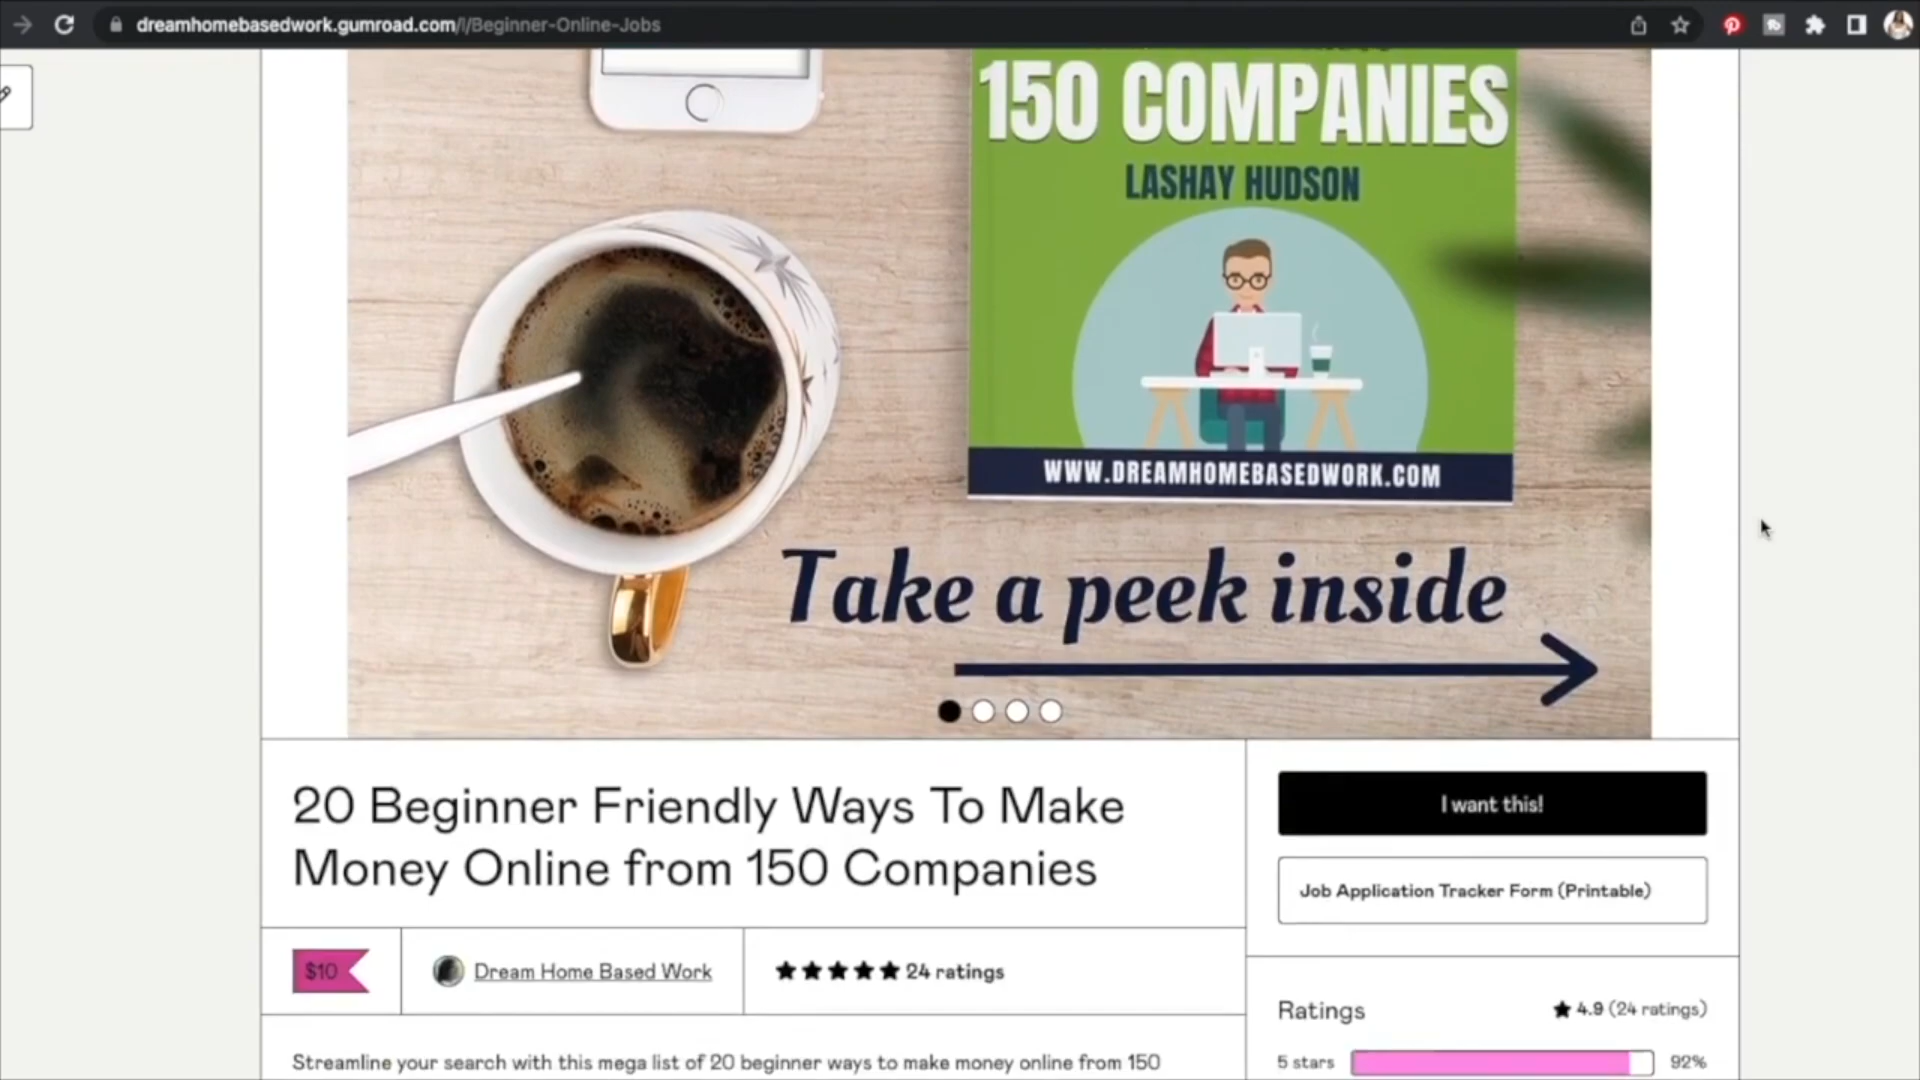 dreamhomebasedwork.gumroad.com/l/Beginner-Online-Jobs
150 COMPANIES
LASHAY HUDSON
WWW.DREAMHOMEBASEDWORK.COM
Take a peek inside
20 Beginner Friendly Ways To Make
Money Online from 150 Companies
I want this!
Job Application Tracker Form (Printable)
$10
Dream Home Based Work
24 ratings
Ratings
4.9 (24 ratings)
5 stars
92%
Streamline your search with this mega list of 20 beginner ways to make money online from 150